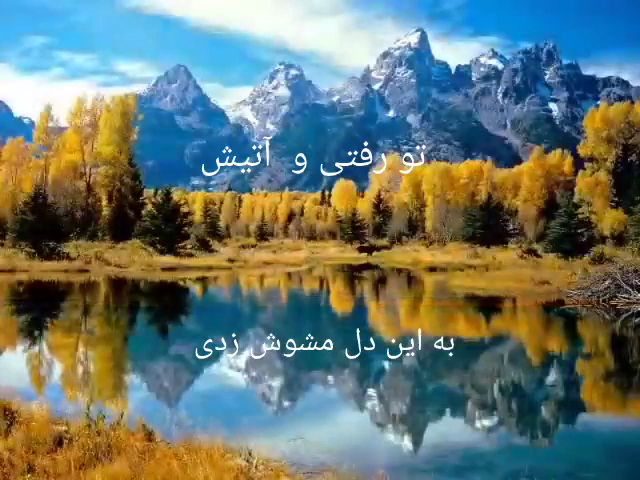 تو رفتی و آتیش
به این دل مشوش زدی